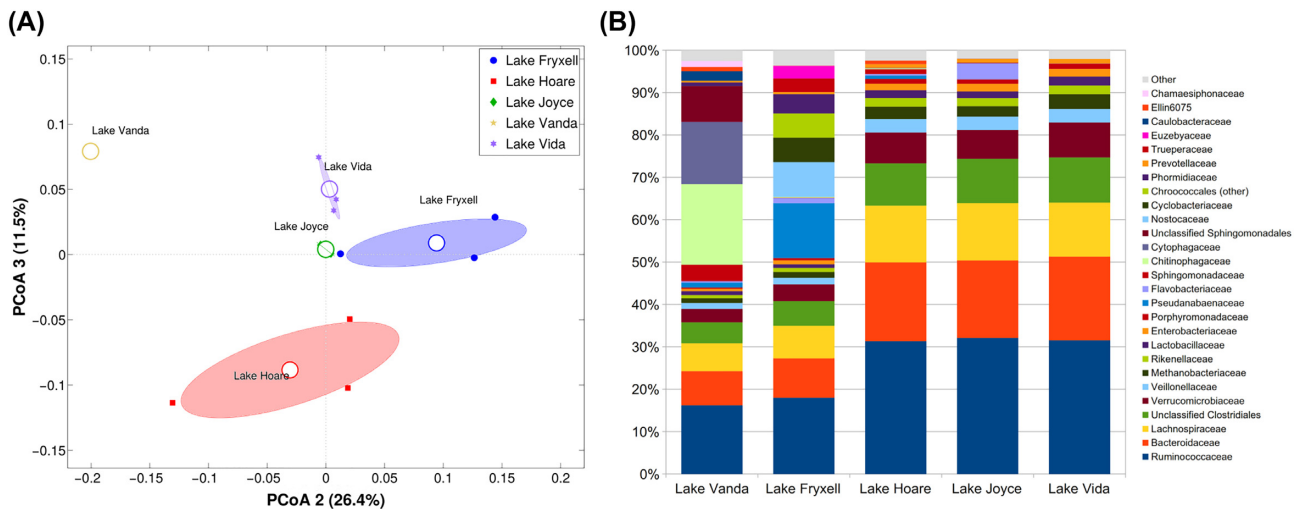 (A)
0.15
0.1
0.05
0
−0.05
−0.1
−0.15
PCoA 3 (11.5%)
−0.2
−0.15
−0.1
−0.05
0
0.05
0.1
0.15
0.2
PCoA 2 (26.4%)
Lake Vanda
Lake Vida
Lake Fryxell
Lake Joyce
Lake Hoare
Lake Fryxell
Lake Hoare
Lake Joyce
Lake Vanda
Lake Vida
(B)
100%
90%
80%
70%
60%
50%
40%
30%
20%
10%
0%
Lake Vanda
Lake Fryxell
Lake Hoare
Lake Joyce
Lake Vida
Other
Chamaesiphonaceae
Ellin6075
Caulobacteraceae
Euzebyaceae
Trueperaceae
Prevotellaceae
Phormidiaceae
Chroococcales (other)
Cyclobacteriaceae
Nostocaceae
Unclassified Sphingomonadales
Cytophagaceae
Chitinophagaceae
Sphingomonadaceae
Flavobacteriaceae
Pseudanabaenaceae
Porphyromonadaceae
Enterobacteriaceae
Lactobacillaceae
Rikenellaceae
Methanobacteriaceae
Veillonellaceae
Verrucomicrobiaceae
Unclassified Clostridiales
Lachnospiraceae
Bacteroidaceae
Ruminococcaceae